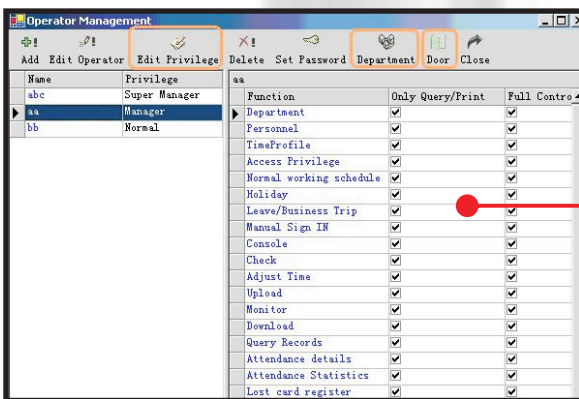 Operator Management
Add Edit Operator Edit Privilege Delete Set Password Department Door Close
Name Privilege
abc Super Manager
aa Manager
bb Normal
aa
Function Only Query/Print Full Contro
Department
Personnel
TimeProfile
Access Privilege
Normal working schedule
Holiday
Leave/Business Trip
Manual Sign IN
Console
Check
Adjust Time
Upload
Monitor
Download
Query Records
Attendance details
Attendance Statistics
Lost card register